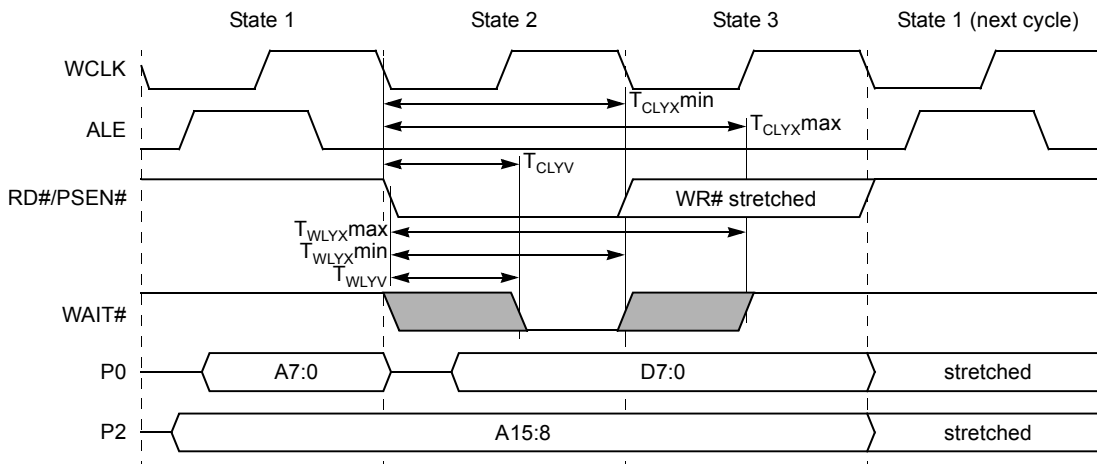 State 1 State 2 State 3 State 1 (next cycle)
WCLK
TCLYXmin
ALE
TCLYXmax
TCLYV
RD#/PSEN# WR# stretched
TWLYXmax
TWLYXmin
TWLYV
WAIT#
P0 A7:0 D7:0 stretched
P2 A15:8 stretched